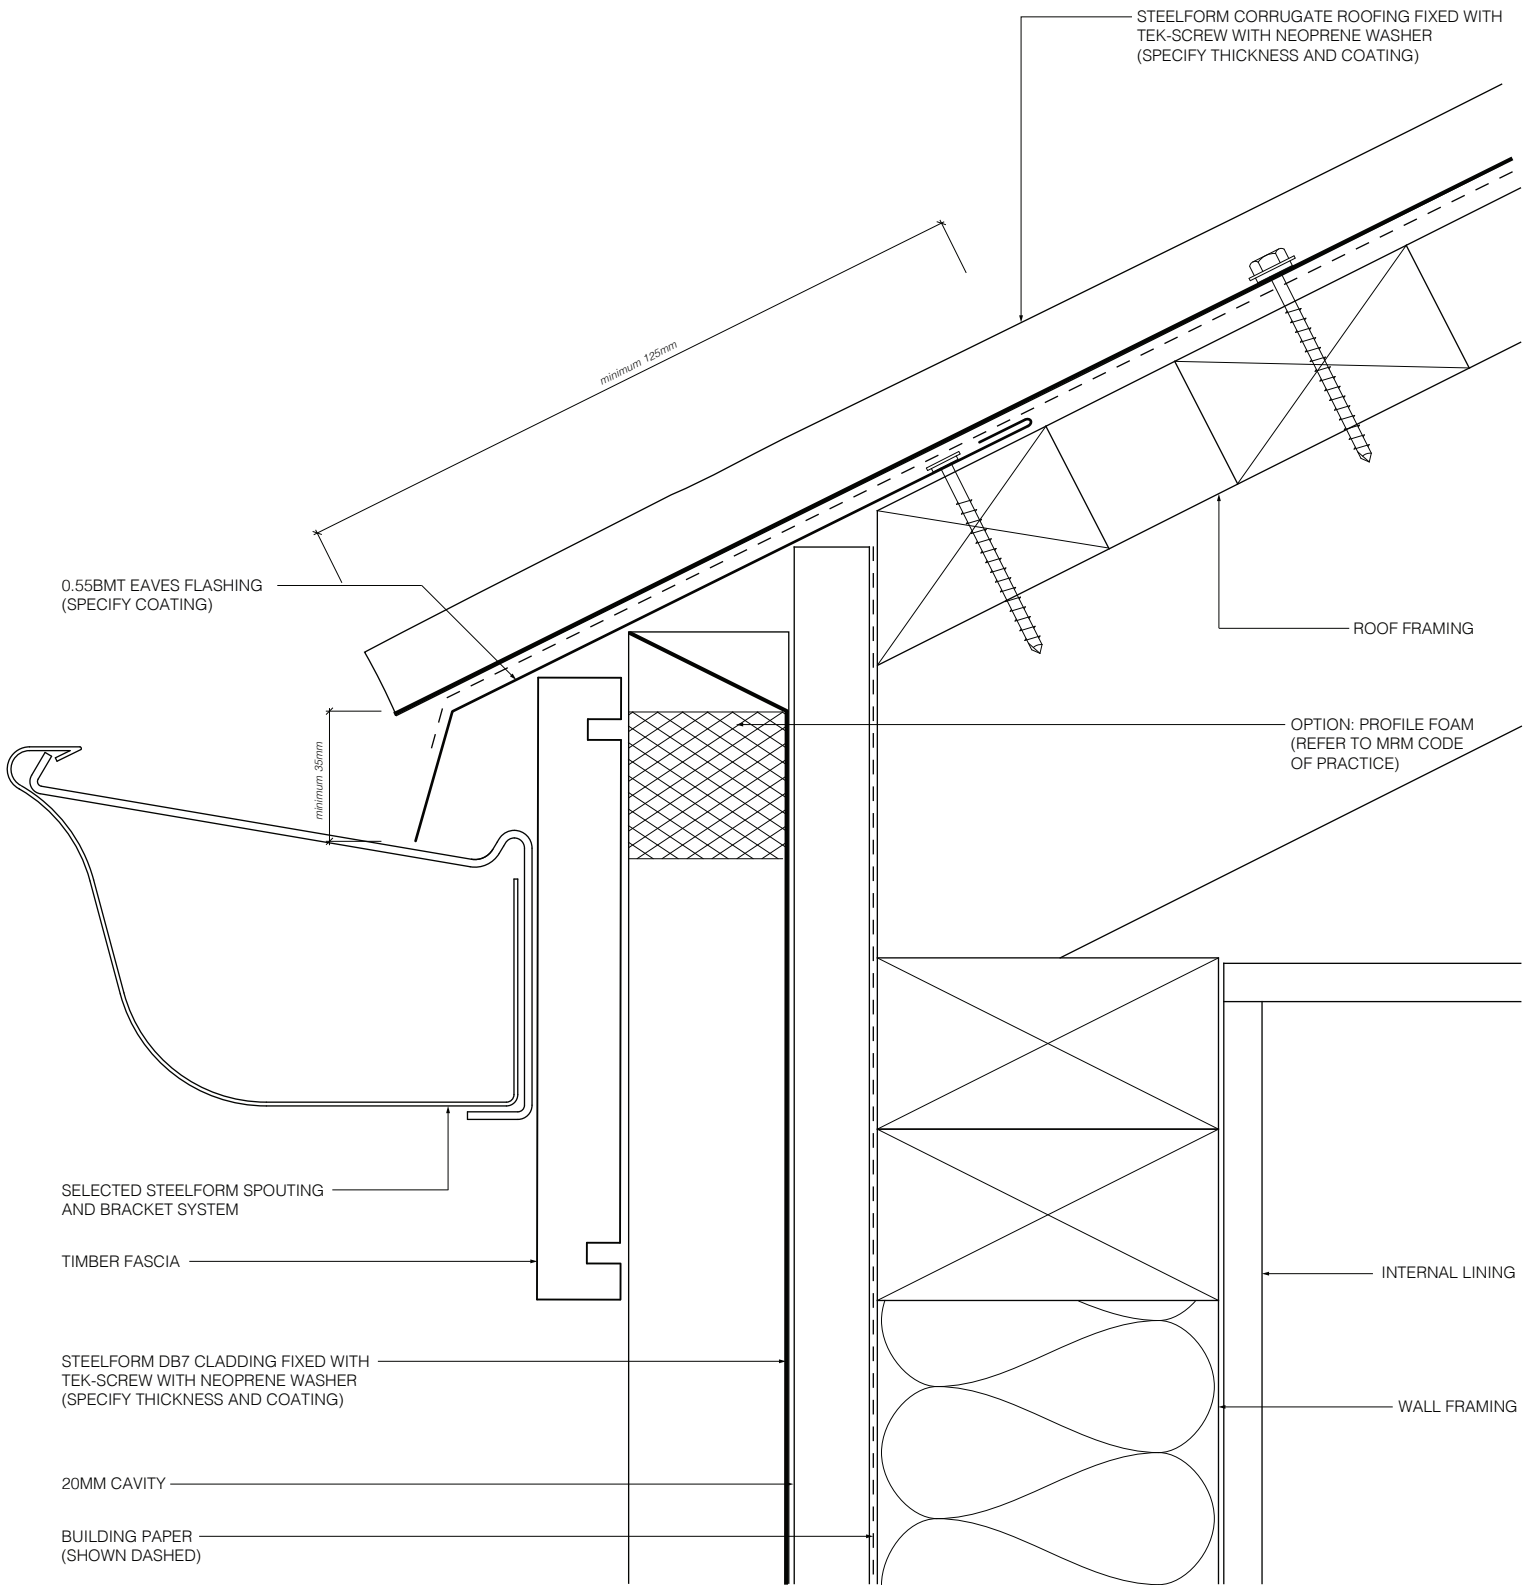 STEELFORM CORRUGATE ROOFING FIXED WITH
TEK-SCREW WITH NEOPRENE WASHER
(SPECIFY THICKNESS AND COATING)
minimum 125mm
0.55BMT EAVES FLASHING
(SPECIFY COATING)
ROOF FRAMING
OPTION: PROFILE FOAM
(REFER TO MRM CODE
OF PRACTICE)
minimum 35mm
SELECTED STEELFORM SPOUTING
AND BRACKET SYSTEM
TIMBER FASCIA
INTERNAL LINING
STEELFORM DB7 CLADDING FIXED WITH
TEK-SCREW WITH NEOPRENE WASHER
(SPECIFY THICKNESS AND COATING)
WALL FRAMING
20MM CAVITY
BUILDING PAPER
(SHOWN DASHED)